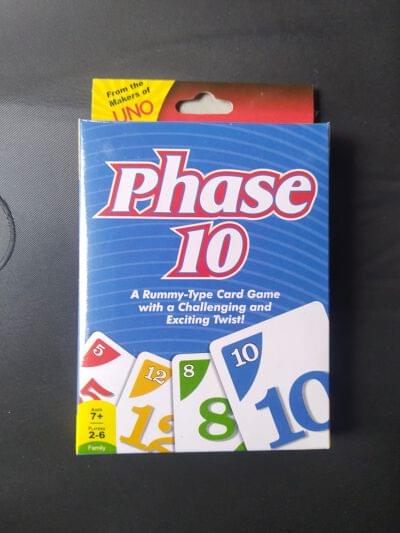 From the
Makers of
UNO
Phase
10
A Rummy-Type Card Game
with a Challenging and
Exciting Twist!
5
12
8
10
5
12
8
10
Ages
7+
Players
2-6
Family